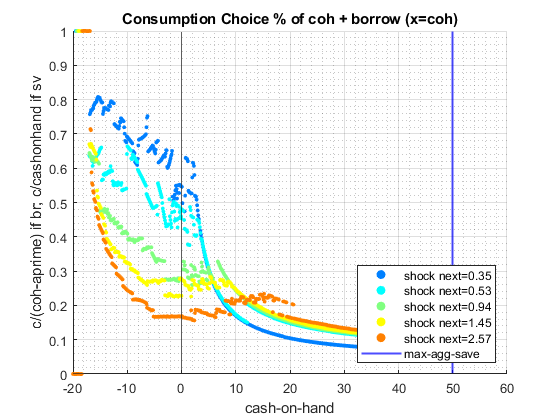 Consumption Choice % of coh + borrow (x=coh)
c/(coh-aprime) if br, c/cashonhand if sv
1
0.9
0.8
0.7
0.6
0.5
0.4
0.3
0.2
0.1
0
-20
-10
0
10
20
30
40
50
60
cash-on-hand
shock next=0.35
shock next=0.53
shock next=0.94
shock next=1.45
shock next=2.57
max-agg-save